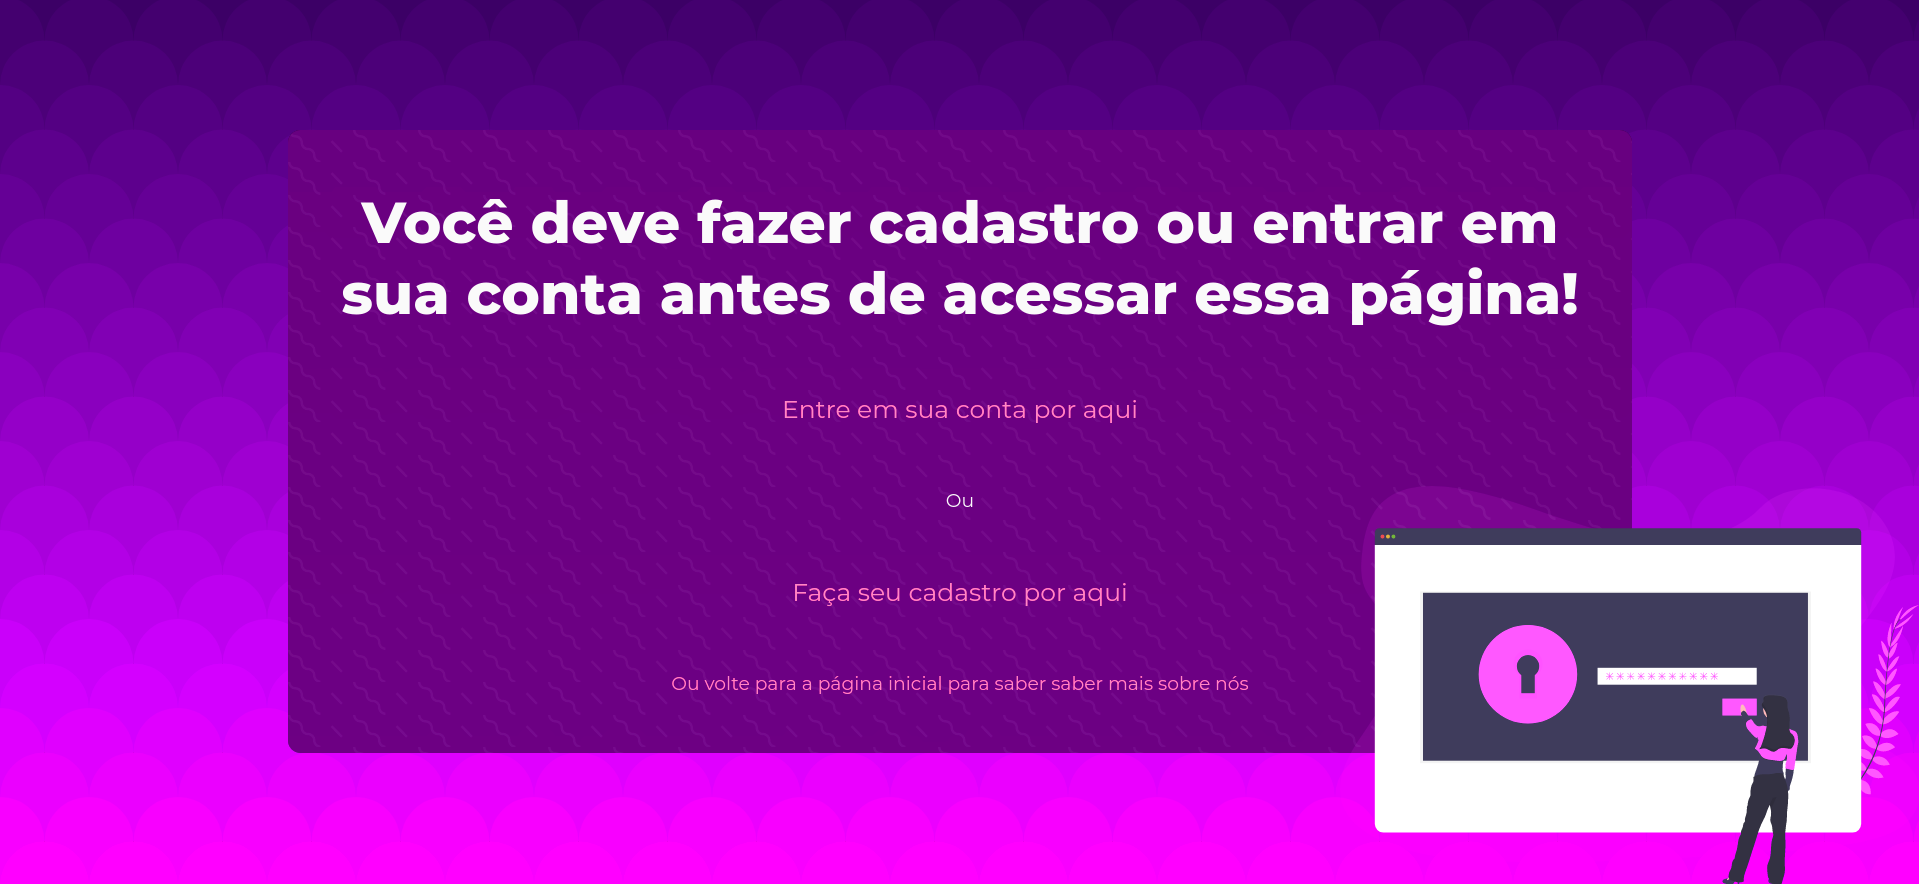 Você deve fazer cadastro ou entrar em
sua conta antes de acessar essa página!
Entre em sua conta por aqui
Ou
Faça seu cadastro por aqui
Ou volte para a página inicial para saber saber mais sobre nós
***********